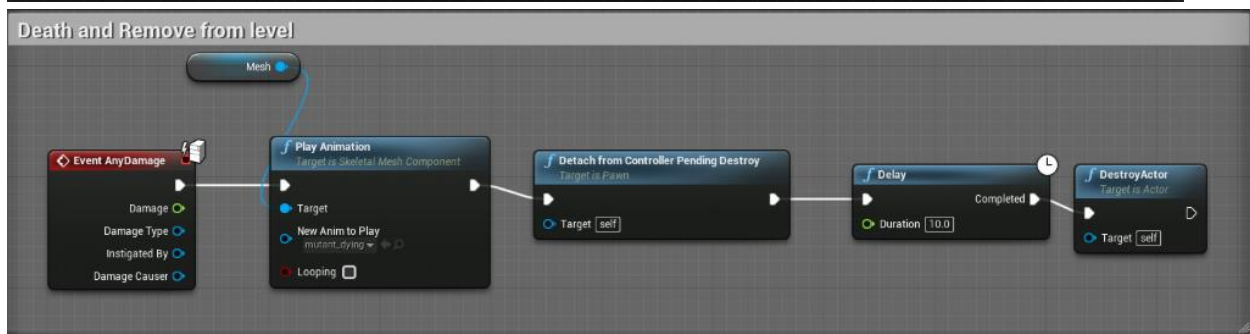 Death and Remove from level
Mesh
Event AnyDamage
Damage
Damage Type
Instigated By
Damage Causer
f Play Animation
Target is Skeletal Mesh Component
Target
New Anim to Play
mutant_dying
Looping
f Detach from Controller Pending Destroy
Target is Pawn
Target self
f Delay
Completed
Duration 10.0
f DestroyActor
Target is Actor
Target self